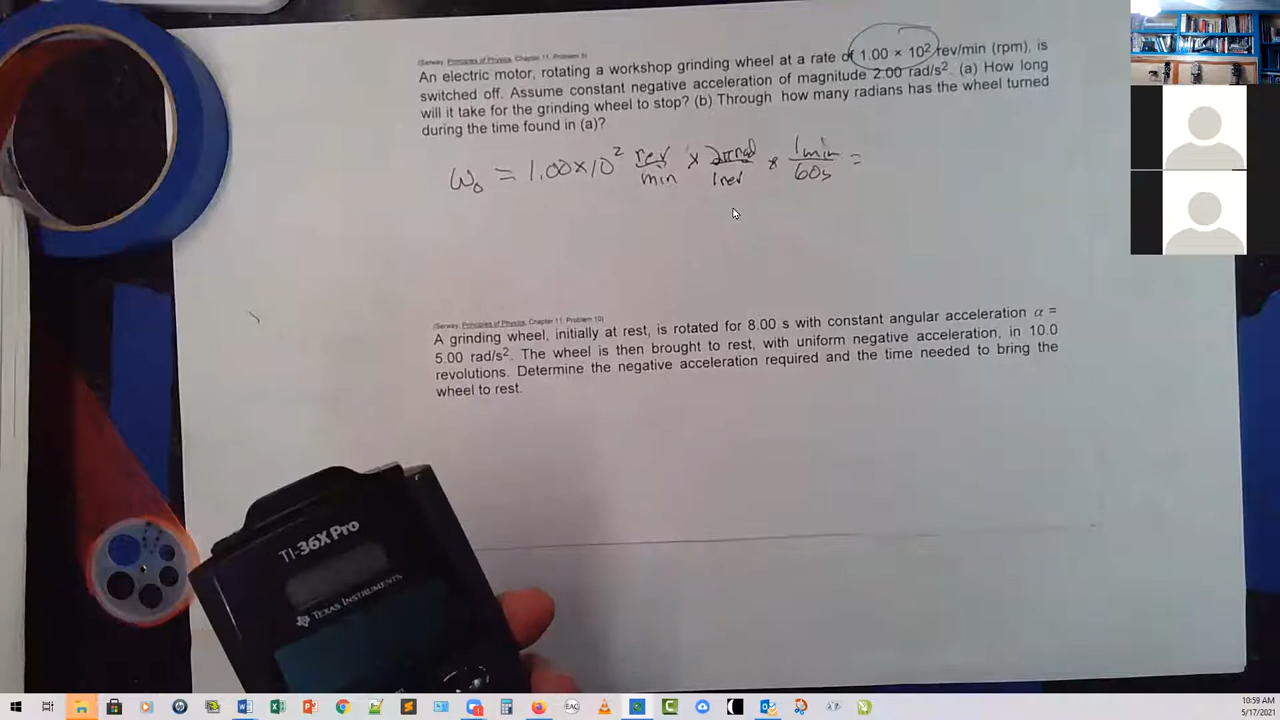 (Serway, Principles of Physics, Chapter 11, Problem 5)
An electric motor, rotating a workshop grinding wheel at a rate of 1.00 × 10² rev/min (rpm), is
switched off. Assume constant negative acceleration of magnitude 2.00 rad/s². (a) How long
will it take for the grinding wheel to stop? (b) Through how many radians has the wheel turned
during the time found in (a)?
ω₀ = 1.00×10² rev/min × 2π rad/1 rev × 1 min/60s =
(Serway, Principles of Physics, Chapter 11, Problem 10)
A grinding wheel, initially at rest, is rotated for 8.00 s with constant angular acceleration α =
5.00 rad/s². The wheel is then brought to rest, with uniform negative acceleration, in 10.0
revolutions. Determine the negative acceleration required and the time needed to bring the
wheel to rest.
TI-36X Pro
TEXAS INSTRUMENTS
EAC
10:59 AM
5/17/2021